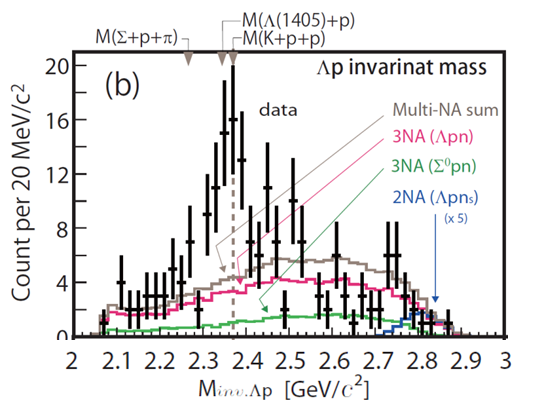 M(Λ(1405)+p)
M(Σ+p+π)
M(K+p+p)
(b)
Λp invarinat mass
data
Multi-NA sum
3NA (Λpn)
3NA (Σ⁰pn)
2NA (Λpnₛ)
(x 5)
Count per 20 MeV/c²
20
16
12
8
4
0
2 2.1 2.2 2.3 2.4 2.5 2.6 2.7 2.8 2.9 3
M inv. Λp [GeV/c²]